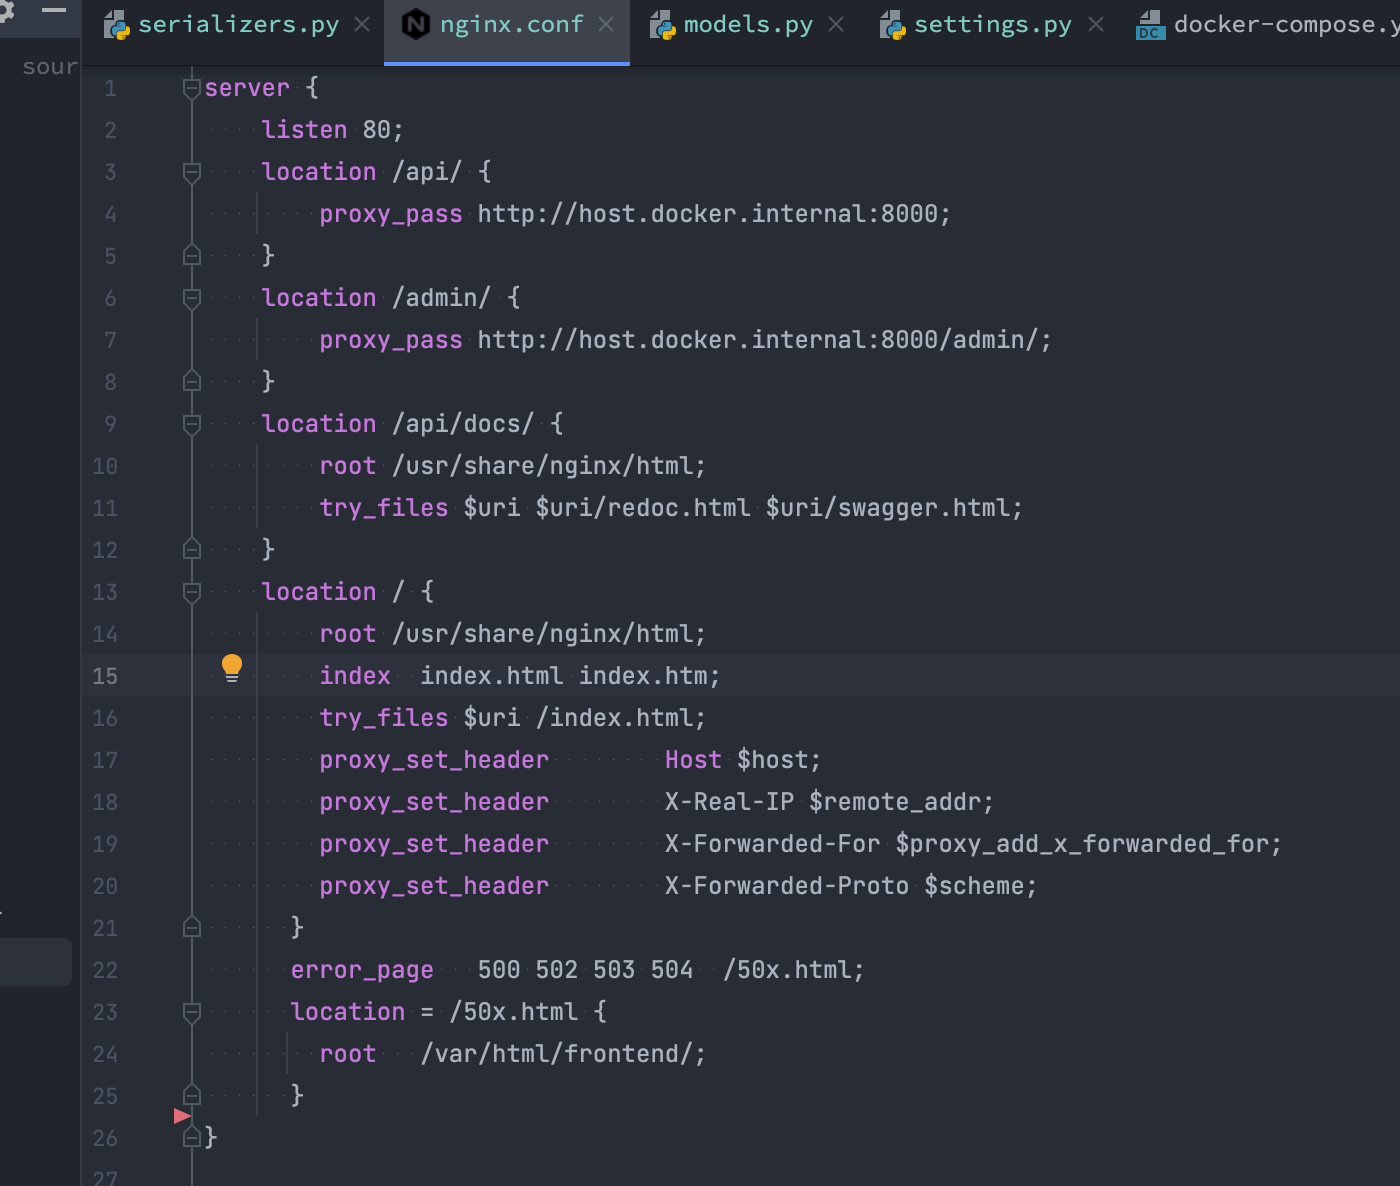 serializers.py nginx.conf models.py settings.py docker-compose.y
sour
1 server {
2 listen 80;
3 location /api/ {
4 proxy_pass http://host.docker.internal:8000;
5 }
6 location /admin/ {
7 proxy_pass http://host.docker.internal:8000/admin/;
8 }
9 location /api/docs/ {
10 root /usr/share/nginx/html;
11 try_files $uri $uri/redoc.html $uri/swagger.html;
12 }
13 location / {
14 root /usr/share/nginx/html;
15 index  index.html index.htm;
16 try_files $uri /index.html;
17 proxy_set_header        Host $host;
18 proxy_set_header        X-Real-IP $remote_addr;
19 proxy_set_header        X-Forwarded-For $proxy_add_x_forwarded_for;
20 proxy_set_header        X-Forwarded-Proto $scheme;
21 }
22 error_page   500 502 503 504  /50x.html;
23 location = /50x.html {
24 root   /var/html/frontend/;
25 }
26 }
27